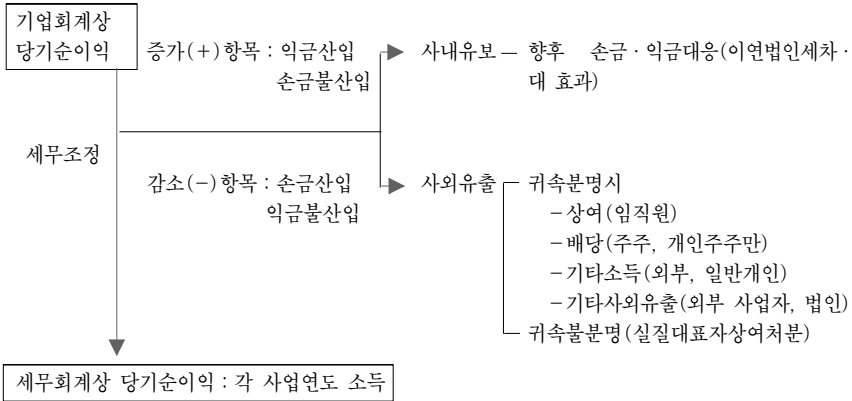 기업회계상
당기순이익
증가(+)항목 : 익금산입
손금불산입
사내유보 ─ 향후 손금·익금대응(이연법인세차·
대 효과)
세무조정
감소(-)항목 : 손금산입
익금불산입
사외유출
귀속분명시
-상여(임직원)
-배당(주주, 개인주주만)
-기타소득(외부, 일반개인)
-기타사외유출(외부 사업자, 법인)
귀속불분명(실질대표자상여처분)
세무회계상 당기순이익 : 각 사업연도 소득